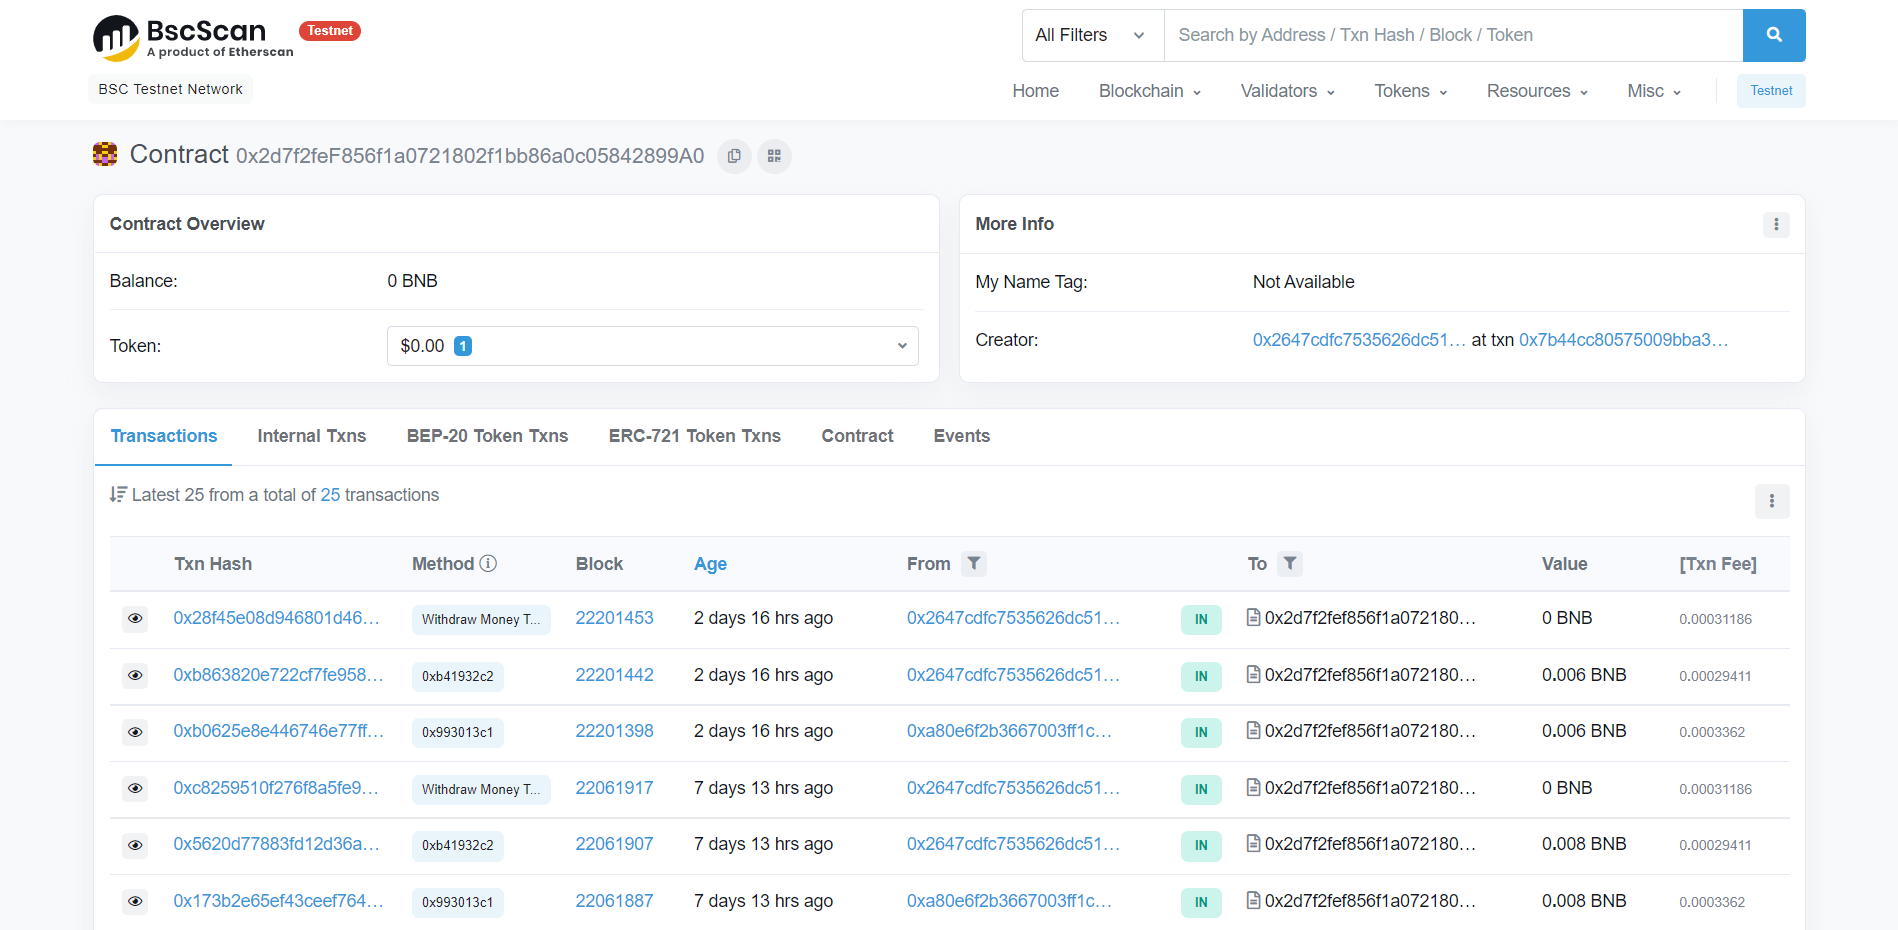 BscScan Testnet
A product of Etherscan
All Filters Search by Address / Txn Hash / Block / Token
BSC Testnet Network
Home Blockchain Validators Tokens Resources Misc Testnet
Contract 0x2d7f2feF856f1a0721802f1bb86a0c05842899A0
Contract Overview
Balance: 0 BNB
Token: $0.00 1
More Info
My Name Tag: Not Available
Creator: 0x2647cdfc7535626dc51... at txn 0x7b44cc80575009bba3...
Transactions Internal Txns BEP-20 Token Txns ERC-721 Token Txns Contract Events
Latest 25 from a total of 25 transactions
Txn Hash Method Block Age From To Value [Txn Fee]
0x28f45e08d946801d46... Withdraw Money T... 22201453 2 days 16 hrs ago 0x2647cdfc7535626dc51... IN 0x2d7f2fef856f1a072180... 0 BNB 0.00031186
0xb863820e722cf7fe958... 0xb41932c2 22201442 2 days 16 hrs ago 0x2647cdfc7535626dc51... IN 0x2d7f2fef856f1a072180... 0.006 BNB 0.00029411
0xb0625e8e446746e77ff... 0x993013c1 22201398 2 days 16 hrs ago 0xa80e6f2b3667003ff1c... IN 0x2d7f2fef856f1a072180... 0.006 BNB 0.0003362
0xc8259510f276f8a5fe9... Withdraw Money T... 22061917 7 days 13 hrs ago 0x2647cdfc7535626dc51... IN 0x2d7f2fef856f1a072180... 0 BNB 0.00031186
0x5620d77883fd12d36a... 0xb41932c2 22061907 7 days 13 hrs ago 0x2647cdfc7535626dc51... IN 0x2d7f2fef856f1a072180... 0.008 BNB 0.00029411
0x173b2e65ef43ceef764... 0x993013c1 22061887 7 days 13 hrs ago 0xa80e6f2b3667003ff1c... IN 0x2d7f2fef856f1a072180... 0.008 BNB 0.0003362